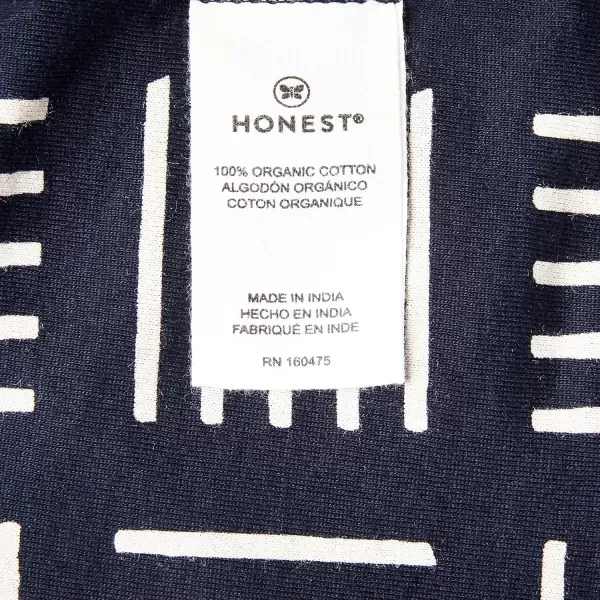 HONEST®
100% ORGANIC COTTON
ALGODÓN ORGÁNICO
COTON ORGANIQUE
MADE IN INDIA
HECHO EN INDIA
FABRIQUÉ EN INDE
RN 160475